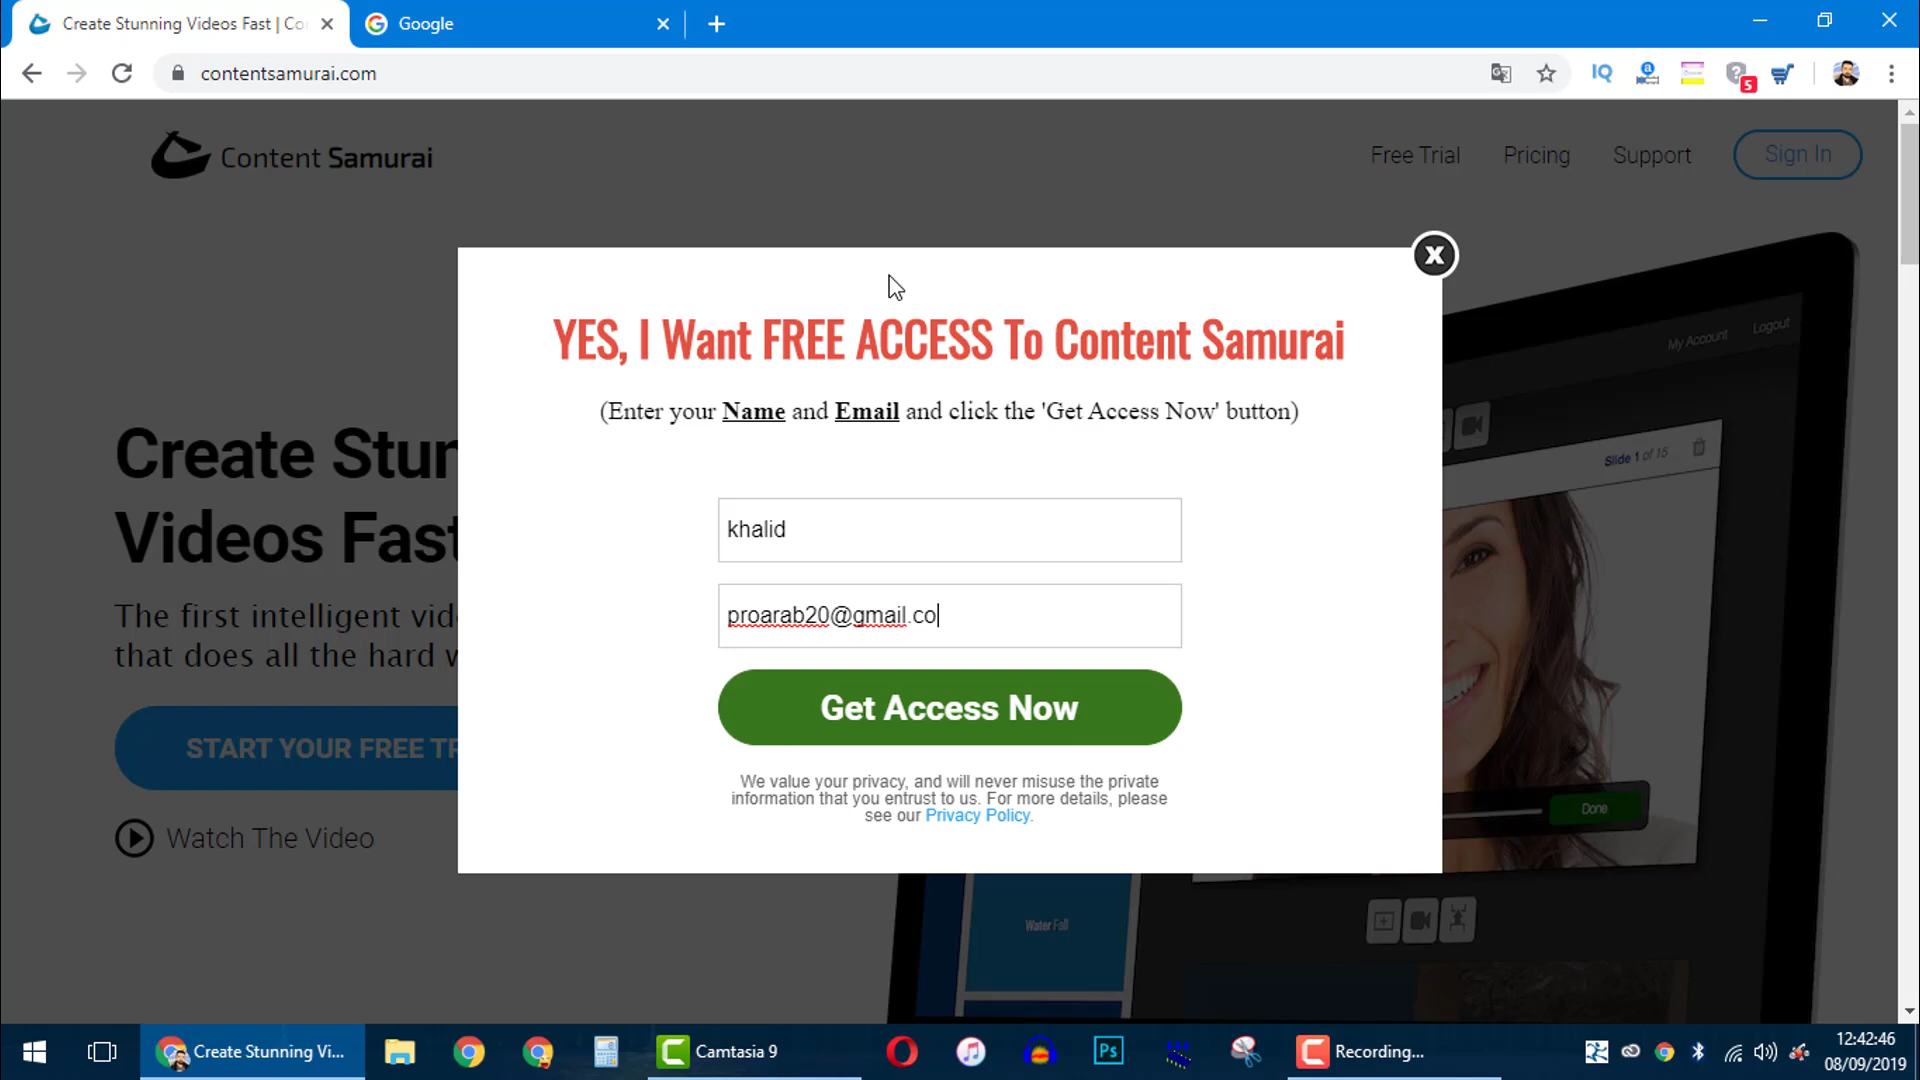 Create Stunning Videos Fast | Co
Google
contentsamurai.com
IQ
5
Content Samurai
Free Trial
Pricing
Support
Sign In
My Account
Logout
YES, I Want FREE ACCESS To Content Samurai
(Enter your Name and Email and click the 'Get Access Now' button)
Slide 1 of 15
Create Stun
Videos Fast
khalid
The first intelligent vid
that does all the hard w
proarab20@gmail.co
START YOUR FREE TR
Get Access Now
We value your privacy, and will never misuse the private
information that you entrust to us. For more details, please
see our Privacy Policy.
Done
Watch The Video
Water Fall
Create Stunning Vi...
Camtasia 9
Ps
Recording...
12:42:46
08/09/2019